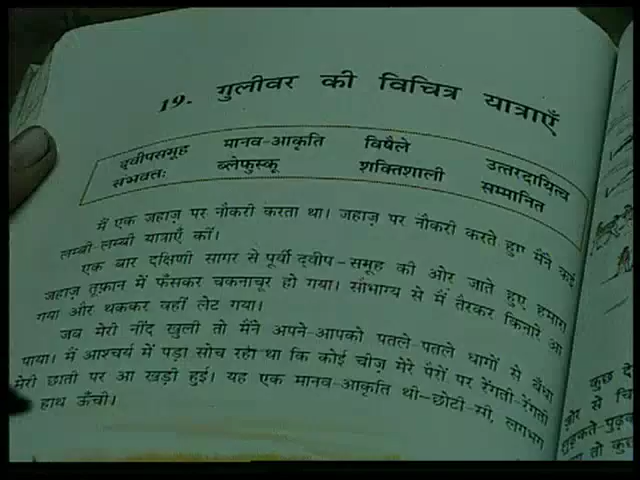 19. गुलीवर की विचित्र यात्राएँ
द्वीपसमूह मानव-आकृति विषैले उत्तरदायित्व
संभवतः ब्लेफुस्कू शक्तिशाली सम्मानित
मैं एक जहाज़ पर नौकरी करता था। जहाज़ पर नौकरी करते हुए मैंने कई
लम्बी-लम्बी यात्राएँ कीं।
एक बार दक्षिणी सागर से पूर्वी द्वीप-समूह की ओर जाते हुए हमारा
जहाज़ तूफ़ान में फँसकर चकनाचूर हो गया। सौभाग्य से मैं तैरकर किनारे आ
गया और थककर वहीं लेट गया।
जब मेरी नींद खुली तो मैंने अपने-आपको पतले-पतले धागों से बँधा
पाया। मैं आश्चर्य में पड़ा सोच रहा था कि कोई चीज़ मेरे पैरों पर रेंगती-रेंगती
मेरी छाती पर आ खड़ी हुई। यह एक मानव-आकृति थी—छोटी-सी, लगभग
हाथ ऊँची।
कुछ दे
ज़ोर से चि
तो कुछ